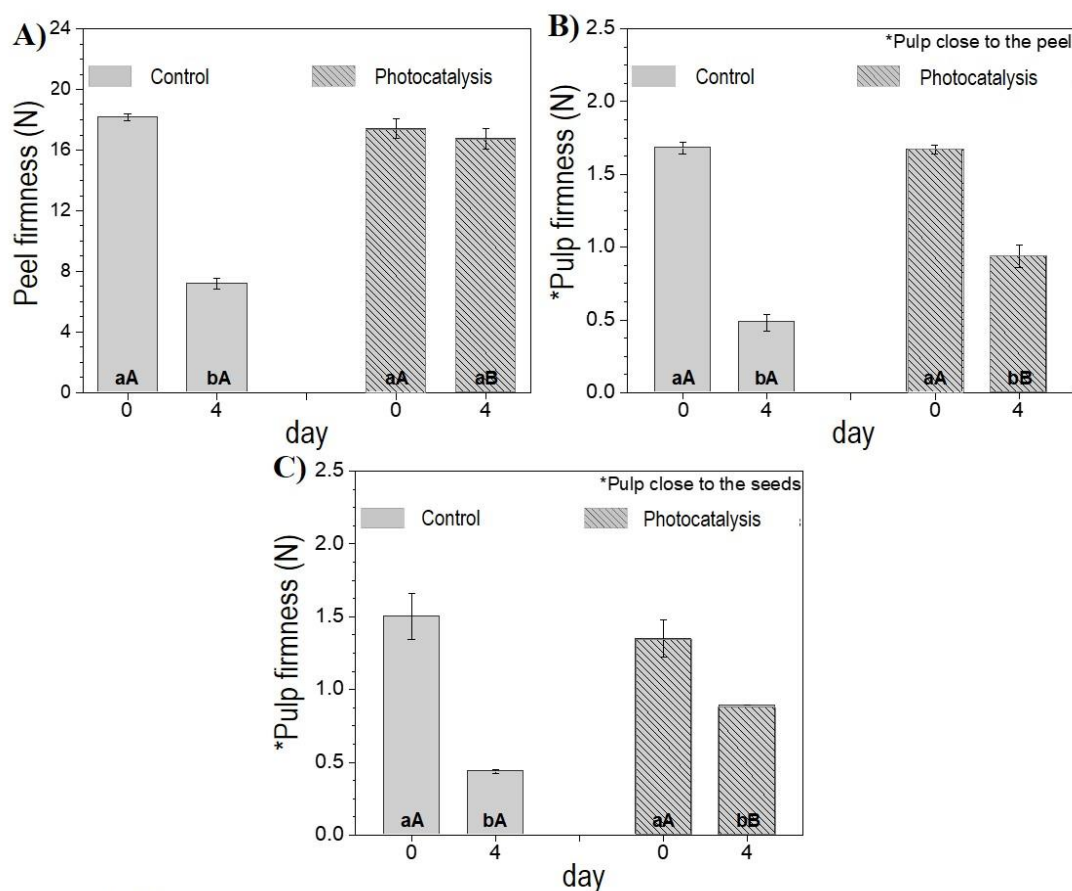 A)
Control
Photocatalysis
Peel firmness (N)
24
20
16
12
8
4
0
aA
bA
aA
aB
0
4
0
4
day
B)
*Pulp close to the peel
Control
Photocatalysis
*Pulp firmness (N)
2.5
2.0
1.5
1.0
0.5
0.0
aA
bA
aA
bB
0
4
0
4
day
C)
*Pulp close to the seeds
Control
Photocatalysis
*Pulp firmness (N)
2.5
2.0
1.5
1.0
0.5
0.0
aA
bA
aA
bB
0
4
0
4
day